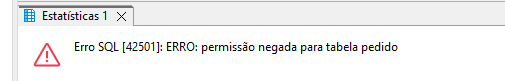 Estatísticas 1
Erro SQL [42501]: ERRO: permissão negada para tabela pedido